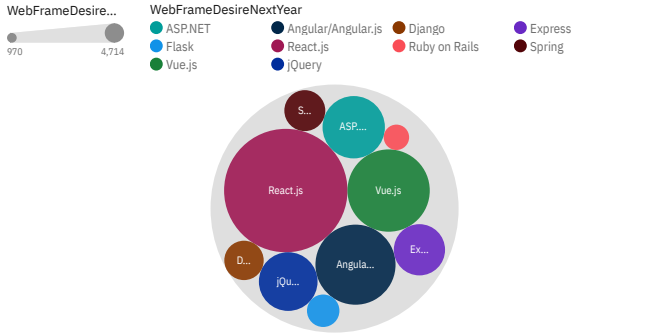 WebFrameDesire...
970
4,714
WebFrameDesireNextYear
ASP.NET
Angular/Angular.js
Django
Express
Flask
React.js
Ruby on Rails
Spring
Vue.js
jQuery
S...
ASP....
React.js
Vue.js
Ex...
D...
Angula...
jQu...